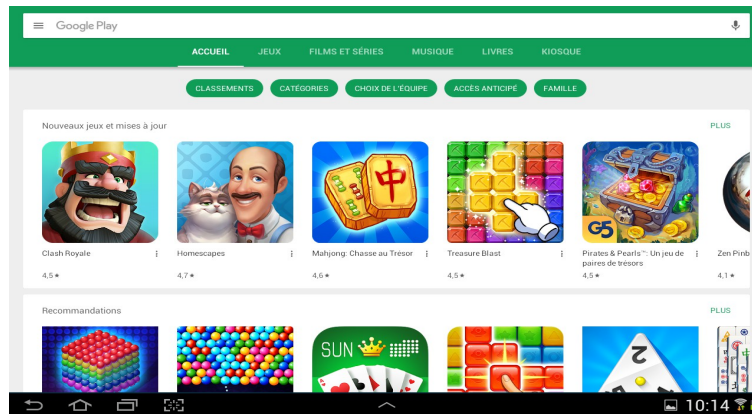 Google Play
ACCUEIL JEUX FILMS ET SÉRIES MUSIQUE LIVRES KIOSQUE
CLASSEMENTS CATÉGORIES CHOIX DE L'ÉQUIPE ACCÈS ANTICIPÉ FAMILLE
Nouveaux jeux et mises à jour PLUS
中
G5
Clash Royale Homescapes Mahjong: Chasse au Trésor Treasure Blast Pirates & Pearls™: Un jeu de Zen Pinb
paires de trésors
4,5★ 4,7★ 4,6★ 4,5★ 4,5★ 4,1★
Recommandations PLUS
SUN
2
Z
10:14